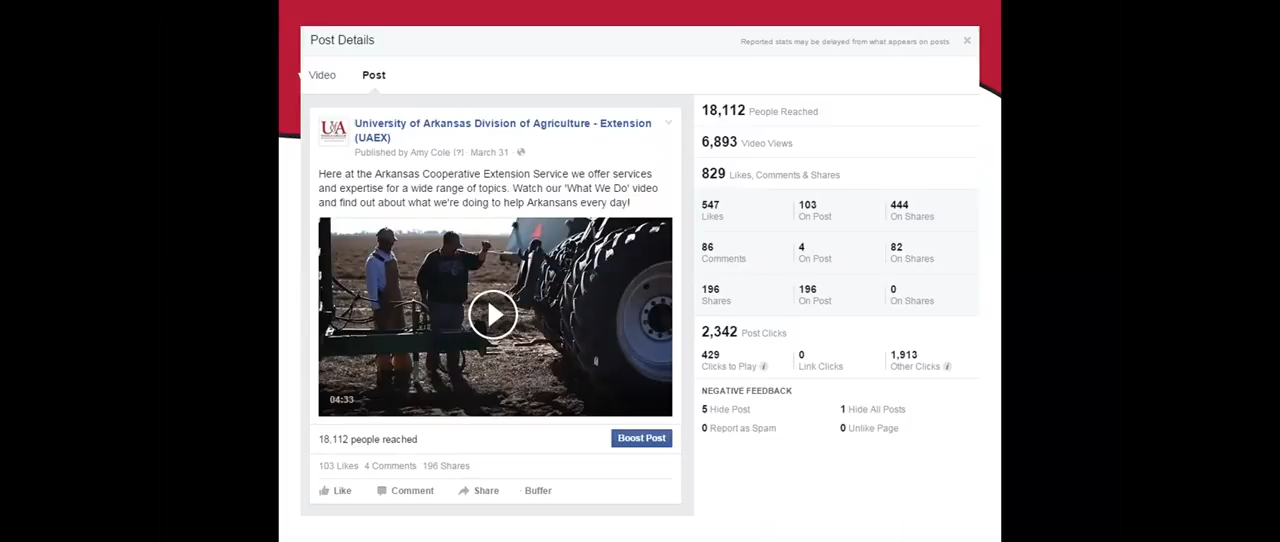 Post Details
Reported stats may be delayed from what appears on posts
Video Post
UofA
University of Arkansas Division of Agriculture - Extension
(UAEX)
Published by Amy Cole [?] · March 31 ·
Here at the Arkansas Cooperative Extension Service we offer services
and expertise for a wide range of topics. Watch our 'What We Do' video
and find out about what we're doing to help Arkansans every day!
04:33
18,112 people reached
Boost Post
103 Likes 4 Comments 196 Shares
Like Comment Share · Buffer
18,112 People Reached
6,893 Video Views
829 Likes, Comments & Shares
547 103 444
Likes On Post On Shares
86 4 82
Comments On Post On Shares
196 196 0
Shares On Post On Shares
2,342 Post Clicks
429 0 1,913
Clicks to Play Link Clicks Other Clicks
NEGATIVE FEEDBACK
5 Hide Post 1 Hide All Posts
0 Report as Spam 0 Unlike Page